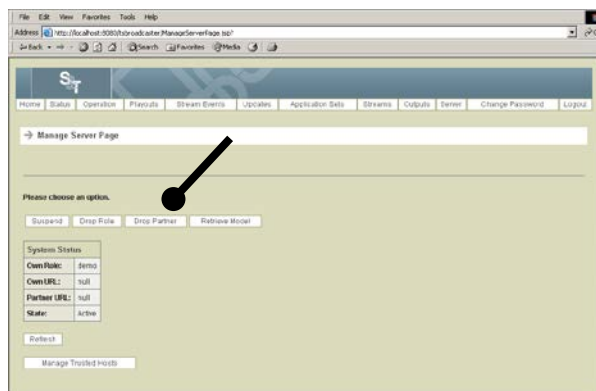 File Edit View Favorites Tools Help
Address http://localhost:8080/tsbroadcaster/ManageServerPage.jsp?
Back Search Favorites Media
SsT
Home Status Operation Playouts Stream Events Updates Application Sets Streams Outputs Server Change Password Logout
→ Manage Server Page
Please choose an option.
Suspend Drop Role Drop Partner Retrieve Model
System Status
Own Role: demo
Own URL: null
Partner URL: null
State: Active
Refresh
Manage Trusted Hosts